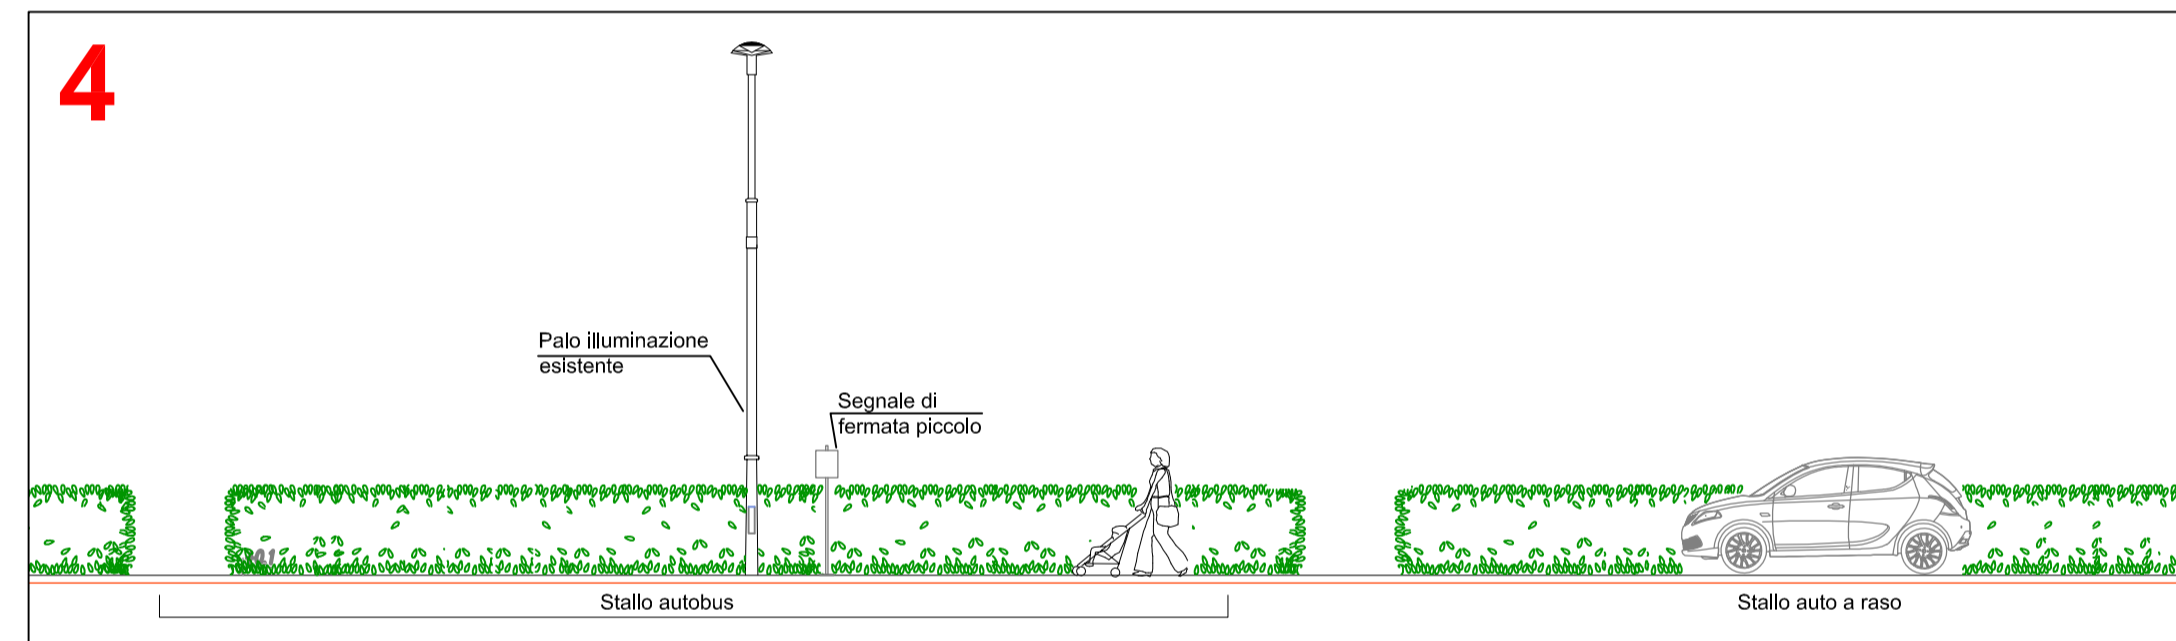 4
Palo illuminazione
esistente
Segnale di
fermata piccolo
Stallo autobus
Stallo auto a raso